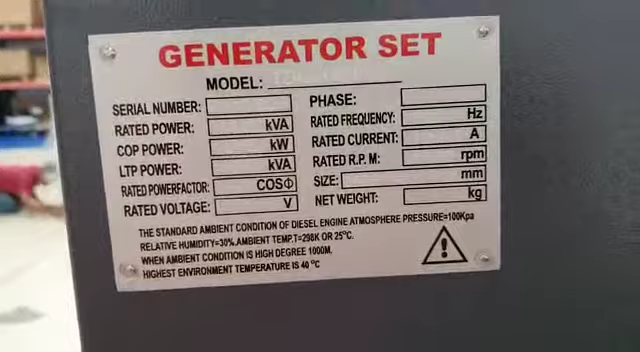 GENERATOR SET
MODEL:
SERIAL NUMBER:
RATED POWER: kVA
COP POWER: kW
LTP POWER: kVA
RATED POWERFACTOR: COSΦ
RATED VOLTAGE: V
PHASE:
RATED FREQUENCY: Hz
RATED CURRENT: A
RATED R.P.M: rpm
SIZE: mm
NET WEIGHT: kg
THE STANDARD AMBIENT CONDITION OF DIESEL ENGINE ATMOSPHERE PRESSURE=100Kpa
RELATIVE HUMIDITY=30%.AMBIENT TEMP.T=298K OR 25°C.
WHEN AMBIENT CONDITION IS HIGH DEGREE 1000M.
HIGHEST ENVIRONMENT TEMPERATURE IS 40 °C